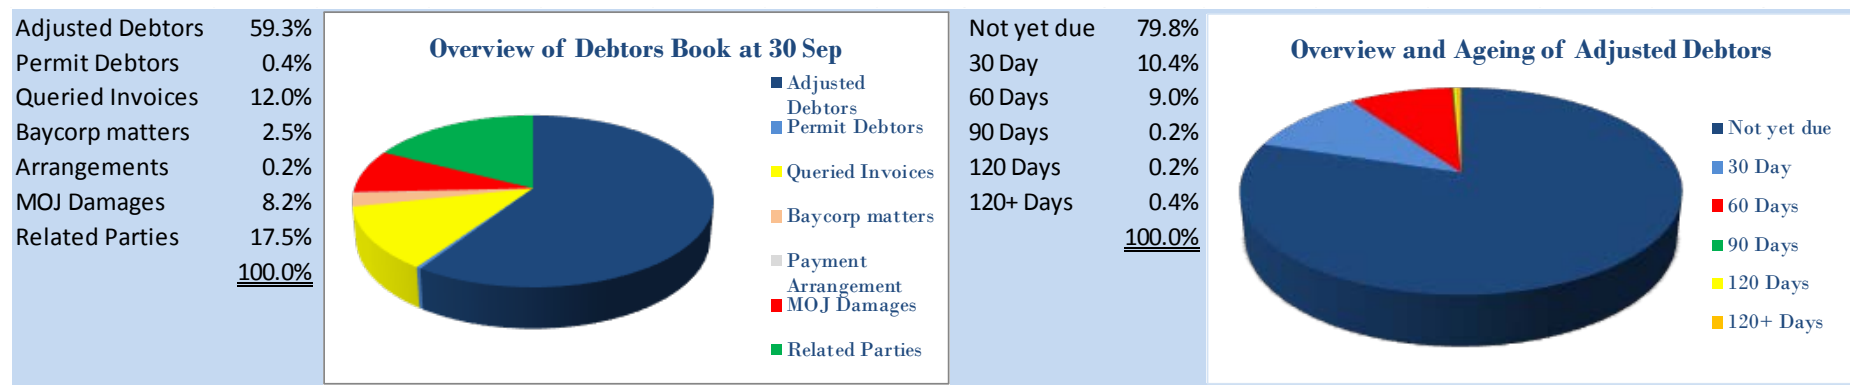 Adjusted Debtors 59.3%
Permit Debtors 0.4%
Queried Invoices 12.0%
Baycorp matters 2.5%
Arrangements 0.2%
MOJ Damages 8.2%
Related Parties 17.5%
100.0%
Overview of Debtors Book at 30 Sep
Adjusted
Debtors
Permit Debtors
Queried Invoices
Baycorp matters
Payment
Arrangement
MOJ Damages
Related Parties
Not yet due 79.8%
30 Day 10.4%
60 Days 9.0%
90 Days 0.2%
120 Days 0.2%
120+ Days 0.4%
100.0%
Overview and Ageing of Adjusted Debtors
Not yet due
30 Day
60 Days
90 Days
120 Days
120+ Days